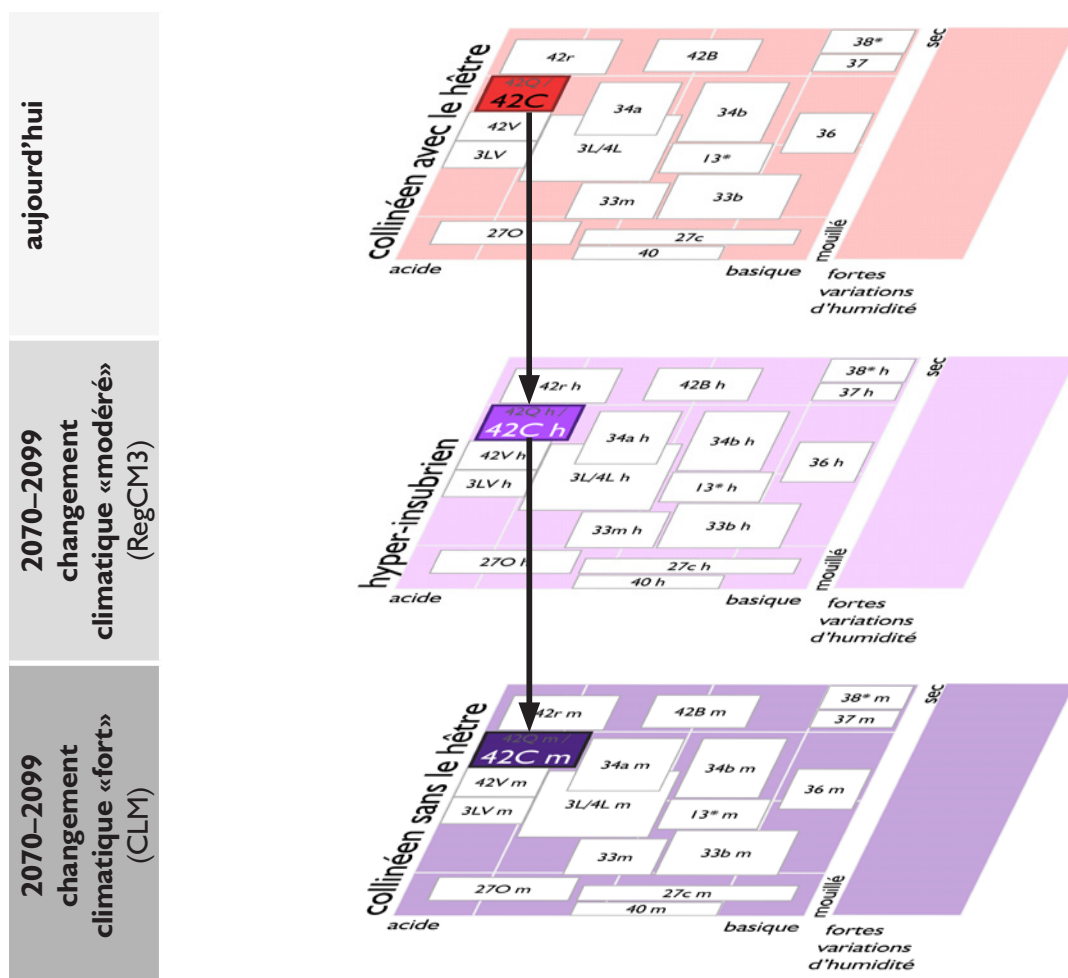 aujourd'hui
collinéen avec le hêtre
42r
42B
38*
37
sec
42Q /
42C
34a
34b
36
42V
3LV
3L/4L
13*
33m
33b
27O
27c
40
mouillé
acide
basique
fortes
variations
d'humidité
2070–2099
changement
climatique «modéré»
(RegCM3)
hyper-insubrien
42r h
42B h
38* h
37 h
sec
42Q h /
42C h
34a h
34b h
36 h
42V h
3LV h
3L/4L h
13* h
33m h
33b h
27O h
27c h
40 h
mouillé
acide
basique
fortes
variations
d'humidité
2070–2099
changement
climatique «fort»
(CLM)
collinéen sans le hêtre
42r m
42B m
38* m
37 m
sec
42Q m /
42C m
34a m
34b m
36 m
42V m
3LV m
3L/4L m
13* m
33m
33b m
27O m
27c m
40 m
mouillé
acide
basique
fortes
variations
d'humidité